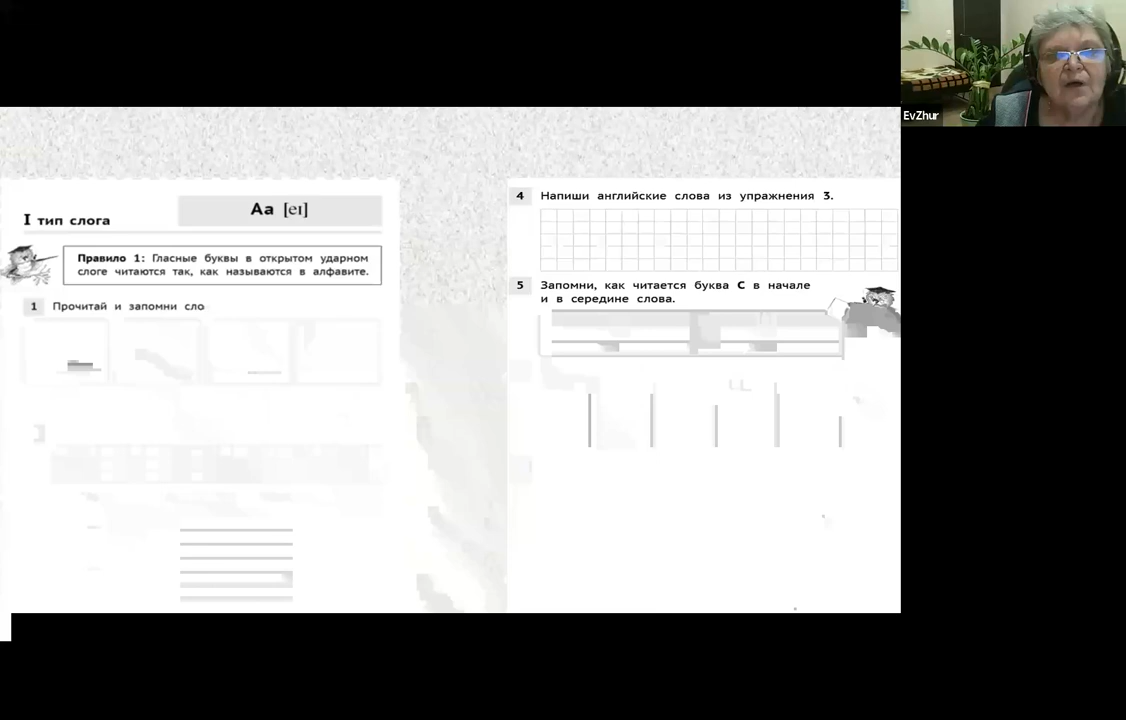 EvZhur
I тип слога
Aa [eɪ]
Правило 1: Гласные буквы в открытом ударном
слоге читаются так, как называются в алфавите.
1 Прочитай и запомни сло
4 Напиши английские слова из упражнения 3.
5 Запомни, как читается буква C в начале
и в середине слова.